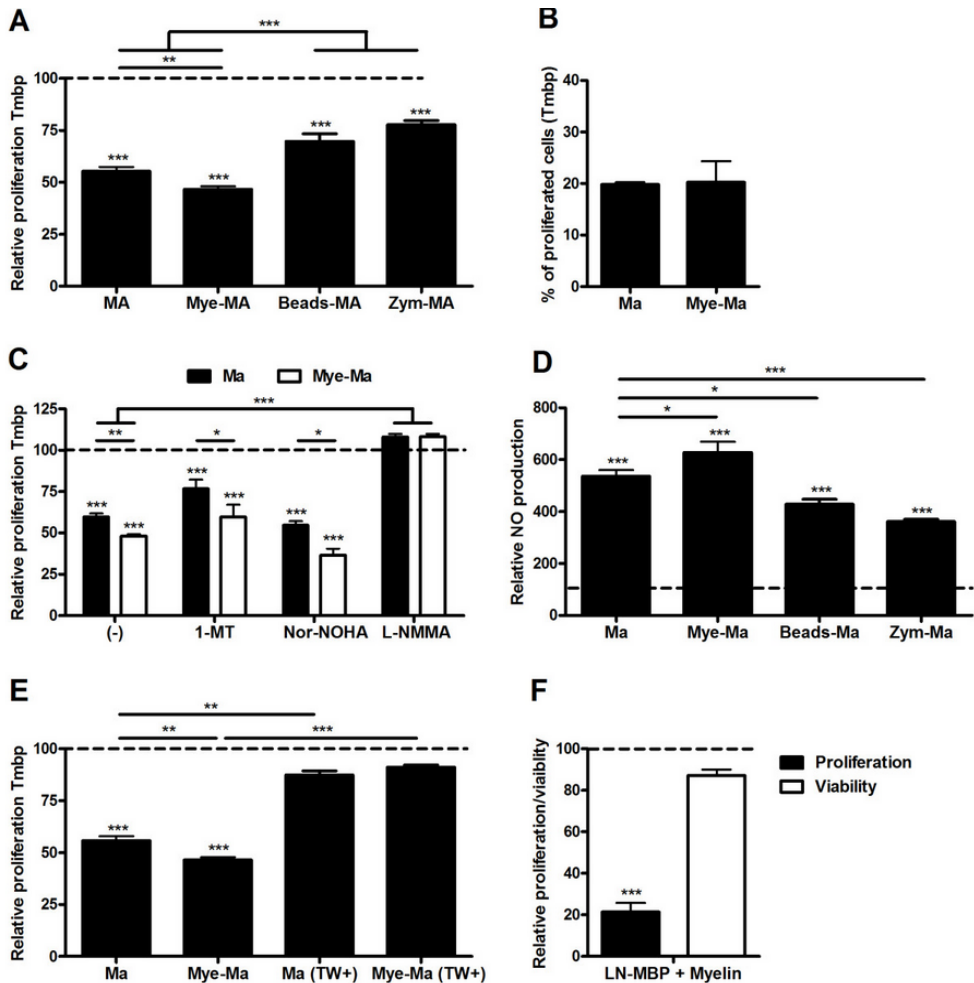 A
Relative proliferation Tmbp
***
**
100
75
50
25
0
***
***
***
***
MA
Mye-MA
Beads-MA
Zym-MA
B
% of proliferated cells (Tmbp)
40
30
20
10
0
Ma
Mye-Ma
C
Ma
Mye-Ma
Relative proliferation Tmbp
125
100
75
50
25
0
***
**
*
*
***
***
***
***
***
***
(-)
1-MT
Nor-NOHA
L-NMMA
D
Relative NO production
800
600
400
200
0
***
*
*
***
***
***
***
Ma
Mye-Ma
Beads-Ma
Zym-Ma
E
Relative proliferation Tmbp
100
75
50
25
0
**
**
***
***
***
Ma
Mye-Ma
Ma (TW+)
Mye-Ma (TW+)
F
Relative proliferation/viaiblity
100
80
60
40
20
0
***
LN-MBP + Myelin
Proliferation
Viability